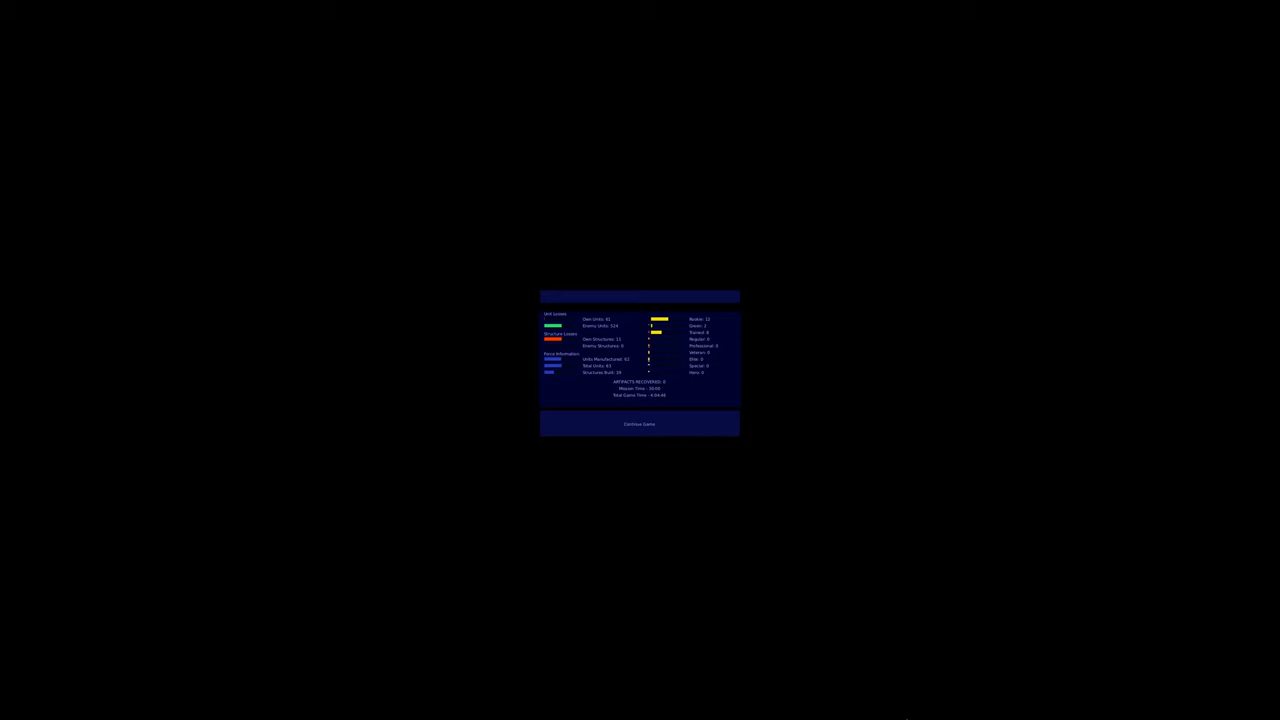 Unit Losses
Own Units: 61
Enemy Units: 524
Structure Losses
Own Structures: 11
Enemy Structures: 0
Force Information
Units Manufactured: 62
Total Units: 61
Structures Built: 39
Rookie: 12
Green: 2
Trained: 8
Regular: 0
Professional: 0
Veteran: 0
Elite: 0
Special: 0
Hero: 0
ARTIFACTS RECOVERED: 0
Mission Time - 30:00
Total Game Time - 4:04:46
Continue Game